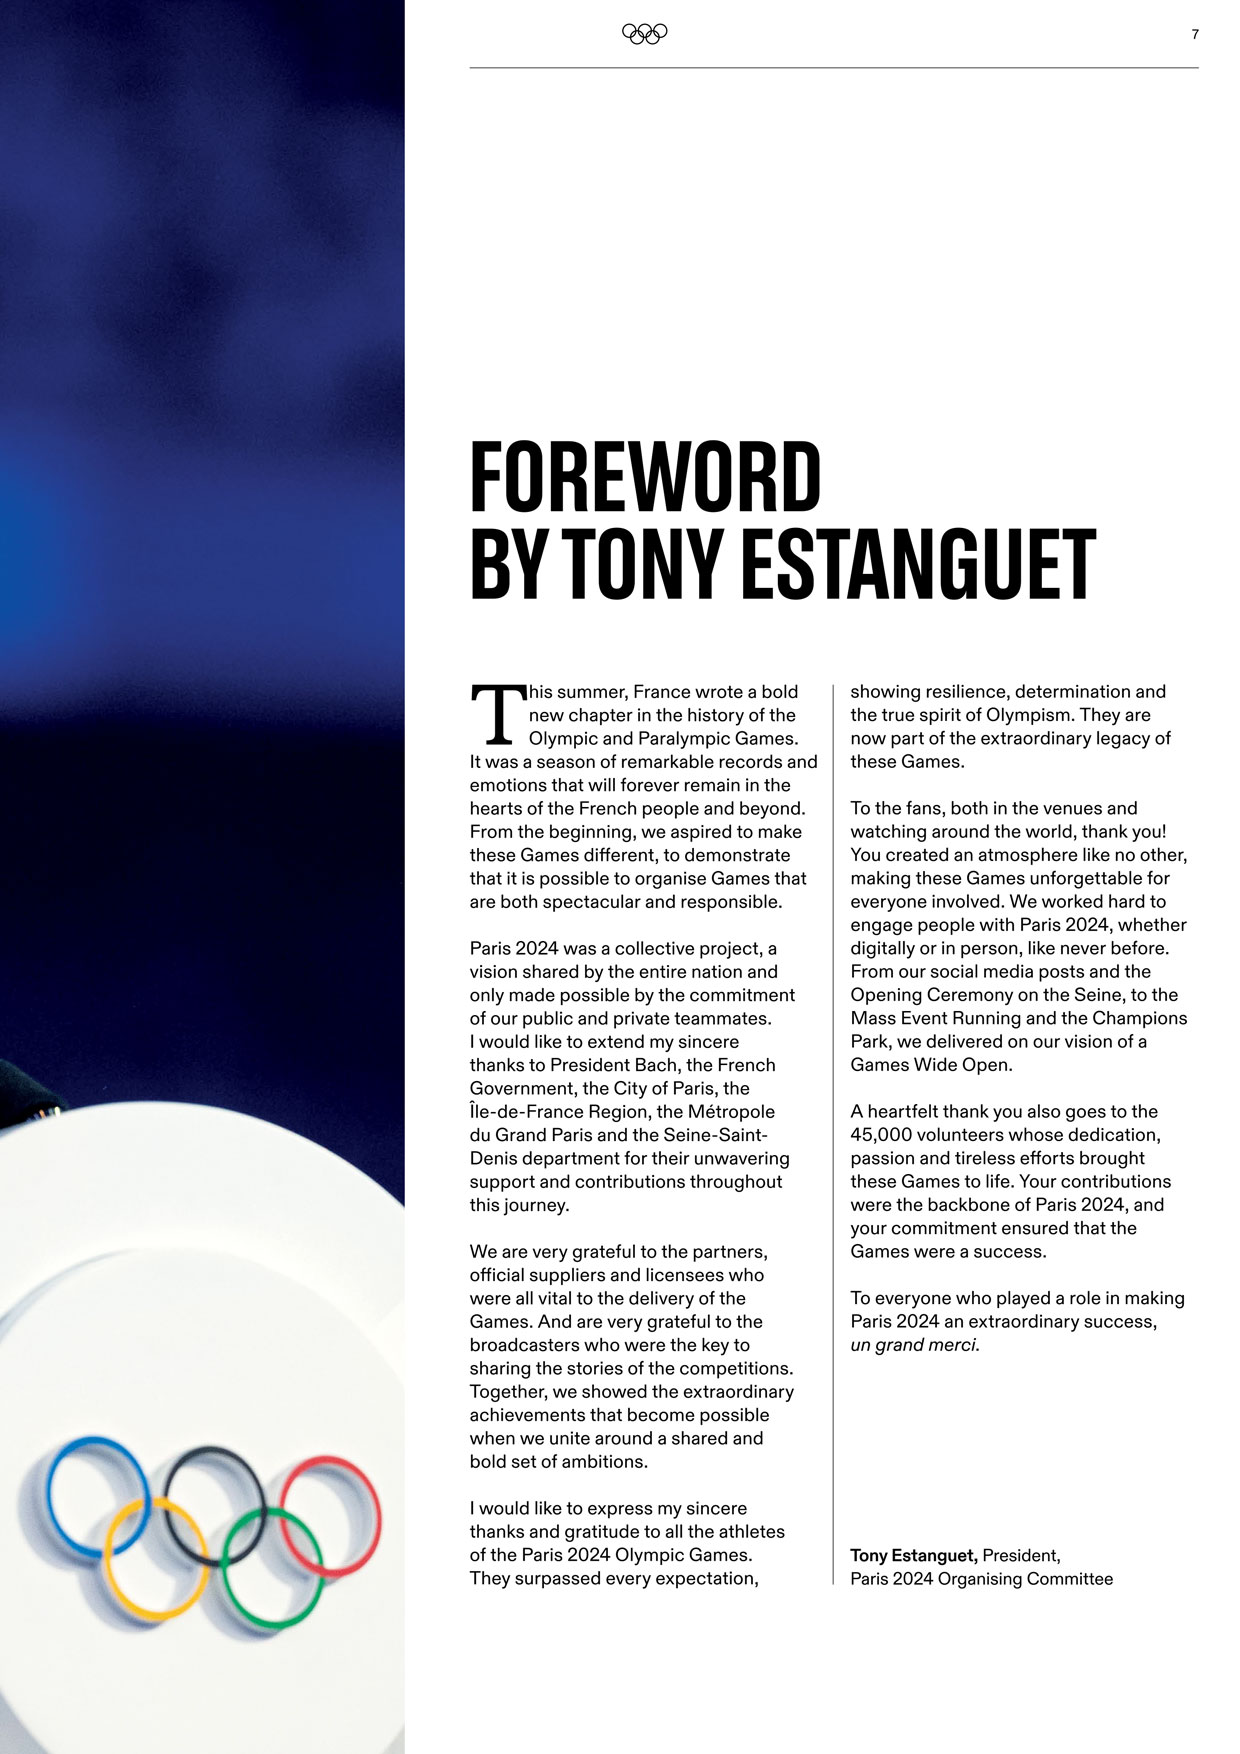 7
FOREWORD
BY TONY ESTANGUET
This summer, France wrote a bold
new chapter in the history of the
Olympic and Paralympic Games.
It was a season of remarkable records and
emotions that will forever remain in the
hearts of the French people and beyond.
From the beginning, we aspired to make
these Games different, to demonstrate
that it is possible to organise Games that
are both spectacular and responsible.
Paris 2024 was a collective project, a
vision shared by the entire nation and
only made possible by the commitment
of our public and private teammates.
I would like to extend my sincere
thanks to President Bach, the French
Government, the City of Paris, the
Île-de-France Region, the Métropole
du Grand Paris and the Seine-Saint-
Denis department for their unwavering
support and contributions throughout
this journey.
We are very grateful to the partners,
official suppliers and licensees who
were all vital to the delivery of the
Games. And are very grateful to the
broadcasters who were the key to
sharing the stories of the competitions.
Together, we showed the extraordinary
achievements that become possible
when we unite around a shared and
bold set of ambitions.
I would like to express my sincere
thanks and gratitude to all the athletes
of the Paris 2024 Olympic Games.
They surpassed every expectation,
showing resilience, determination and
the true spirit of Olympism. They are
now part of the extraordinary legacy of
these Games.
To the fans, both in the venues and
watching around the world, thank you!
You created an atmosphere like no other,
making these Games unforgettable for
everyone involved. We worked hard to
engage people with Paris 2024, whether
digitally or in person, like never before.
From our social media posts and the
Opening Ceremony on the Seine, to the
Mass Event Running and the Champions
Park, we delivered on our vision of a
Games Wide Open.
A heartfelt thank you also goes to the
45,000 volunteers whose dedication,
passion and tireless efforts brought
these Games to life. Your contributions
were the backbone of Paris 2024, and
your commitment ensured that the
Games were a success.
To everyone who played a role in making
Paris 2024 an extraordinary success,
un grand merci.
Tony Estanguet, President,
Paris 2024 Organising Committee